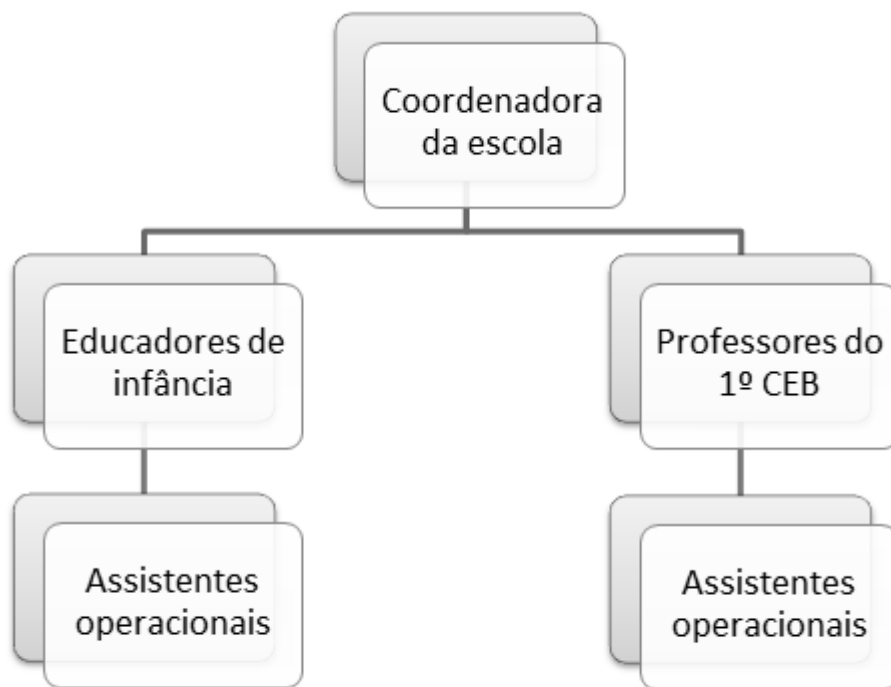 Coordenadora
da escola
Educadores de
infância
Professores do
1º CEB
Assistentes
operacionais
Assistentes
operacionais